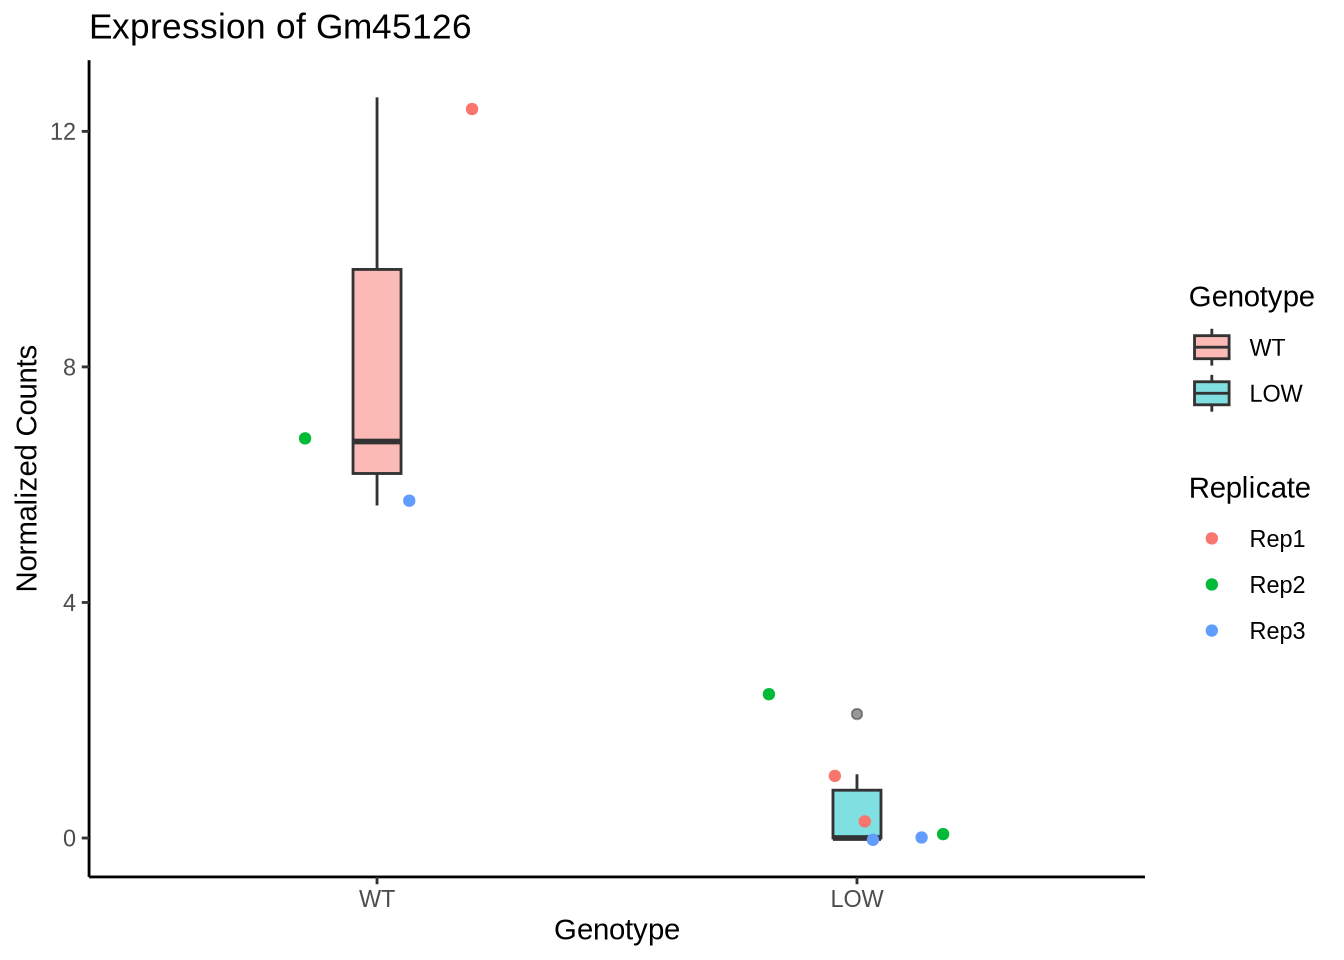 Expression of Gm45126
12
8
4
0
Normalized Counts
WT
LOW
Genotype
Genotype
WT
LOW
Replicate
Rep1
Rep2
Rep3